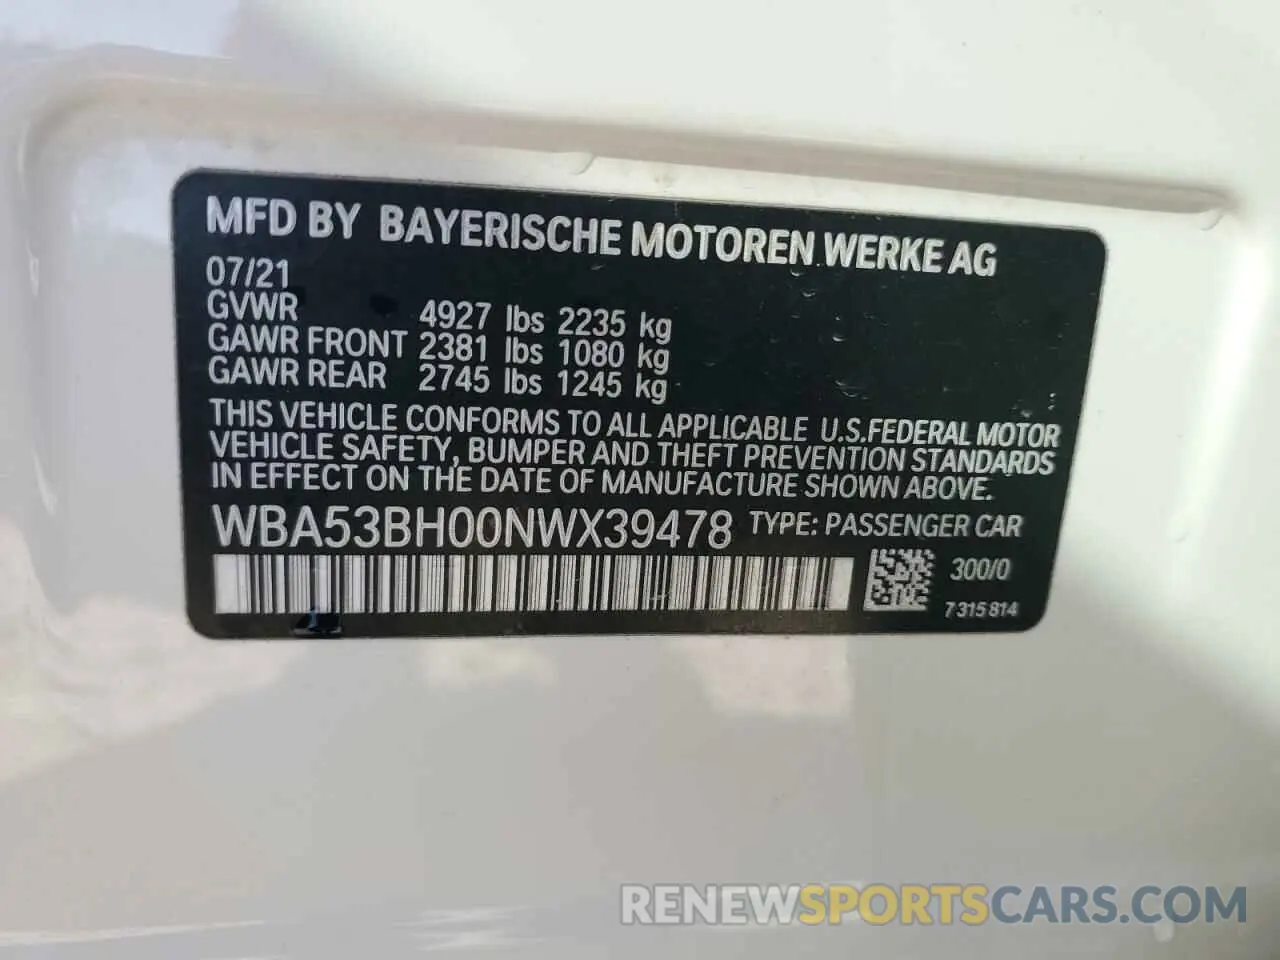 MFD BY BAYERISCHE MOTOREN WERKE AG
07/21
GVWR 4927 lbs 2235 kg
GAWR FRONT 2381 lbs 1080 kg
GAWR REAR 2745 lbs 1245 kg
THIS VEHICLE CONFORMS TO ALL APPLICABLE U.S.FEDERAL MOTOR
VEHICLE SAFETY, BUMPER AND THEFT PREVENTION STANDARDS
IN EFFECT ON THE DATE OF MANUFACTURE SHOWN ABOVE.
WBA53BH00NWX39478 TYPE: PASSENGER CAR
300/0
7 315 814
RENEWSPORTSCARS.COM